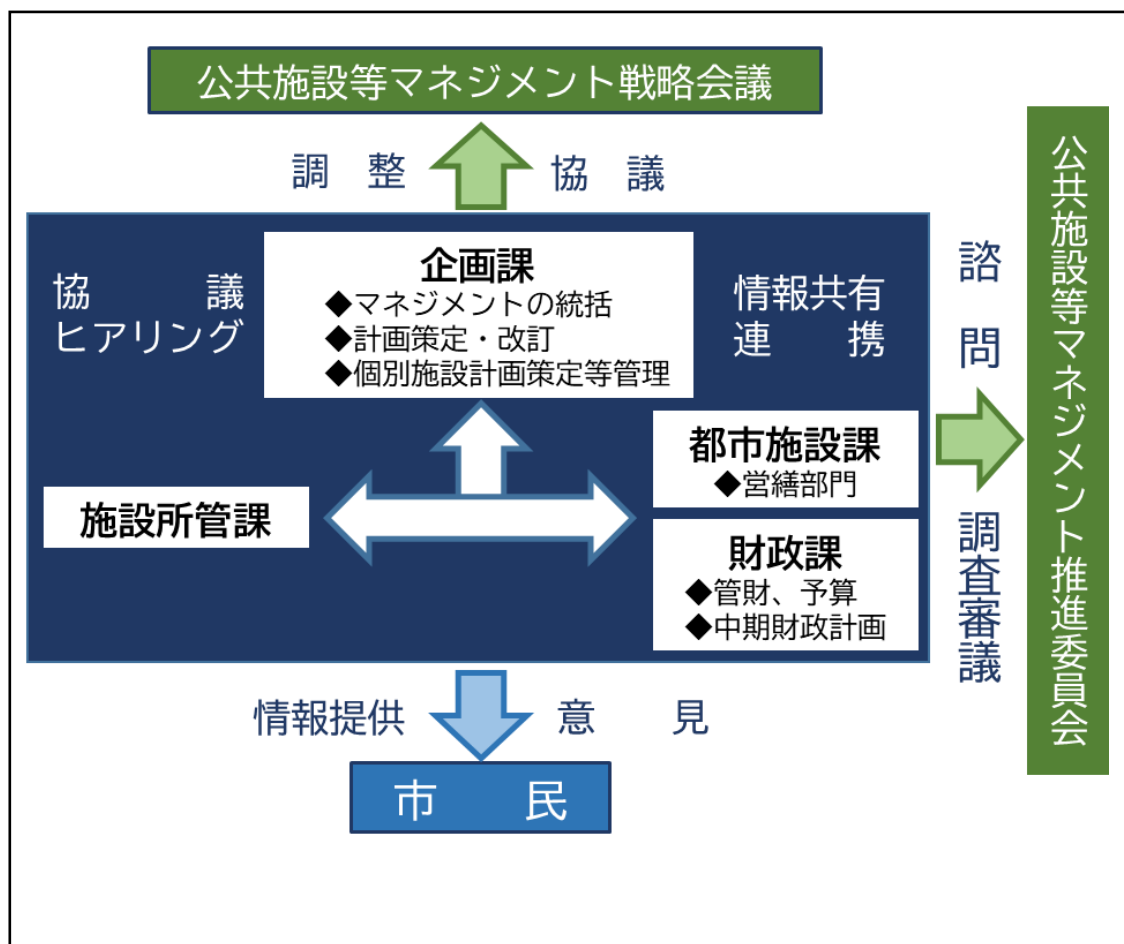 公共施設等マネジメント戦略会議
調　整
協　議
協　　　議
ヒアリング
企画課
◆マネジメントの統括
◆計画策定・改訂
◆個別施設計画策定等管理
情報共有
連　　携
施設所管課
都市施設課
◆営繕部門
財政課
◆管財、予算
◆中期財政計画
諮　問
調査審議
公共施設等マネジメント推進委員会
情報提供
意　　見
市　　民